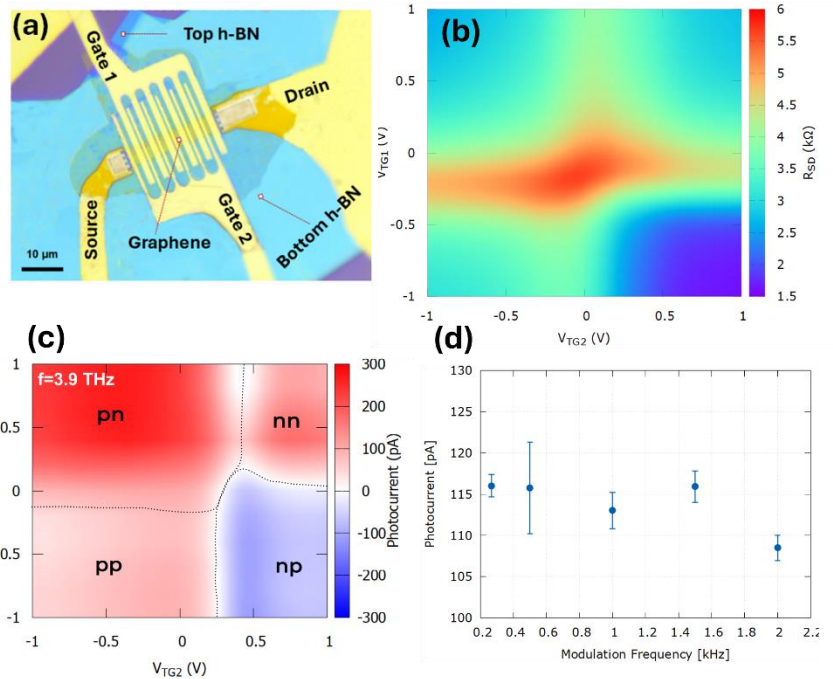 (a)
Gate 1
Top h-BN
Drain
Source
Graphene
Gate 2
Bottom h-BN
10 µm
(b)
1
0.5
0
-0.5
-1
V_TG1 (V)
-1 -0.5 0 0.5 1
V_TG2 (V)
6
5.5
5
4.5
4
3.5
3
2.5
2
1.5
R_SD (kΩ)
(c)
f=3.9 THz
pn
nn
pp
np
1
0.5
0
-0.5
-1
-1 -0.5 0 0.5 1
V_TG2 (V)
300
200
100
0
-100
-200
-300
Photocurrent (pA)
(d)
130
125
120
115
110
105
100
Photocurrent [pA]
0.2 0.4 0.6 0.8 1 1.2 1.4 1.6 1.8 2 2.2
Modulation Frequency [kHz]